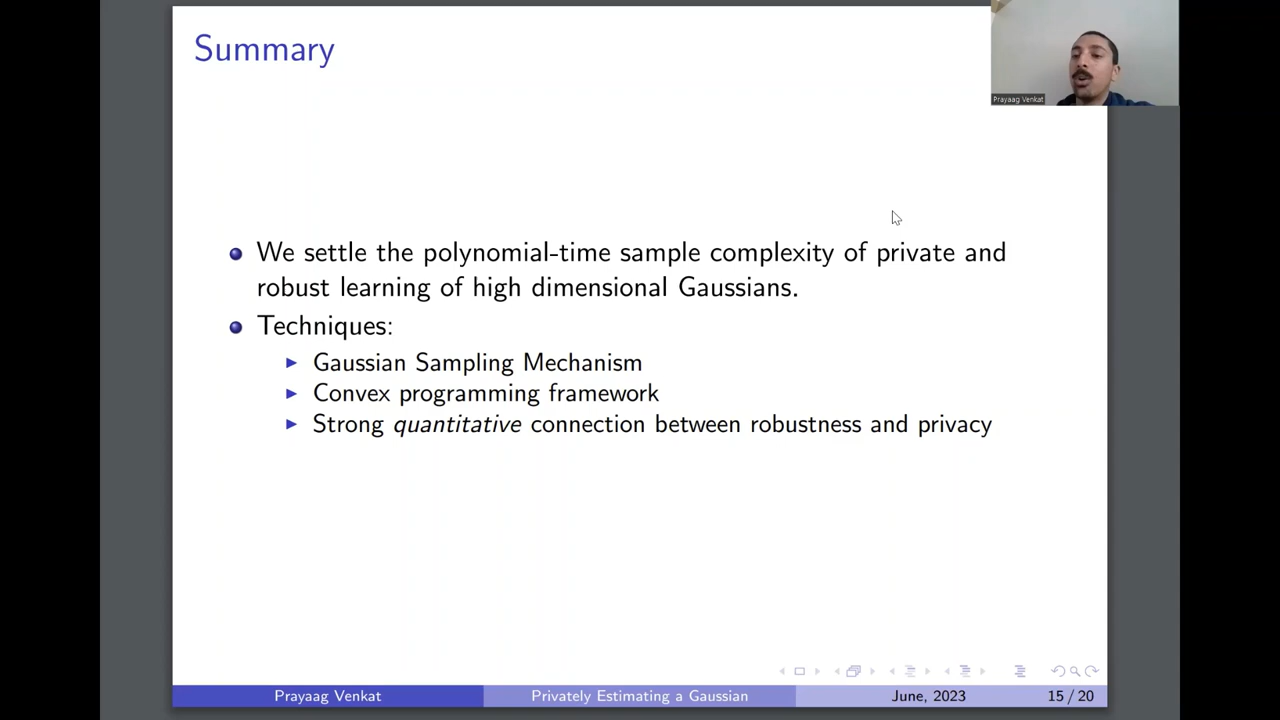 Summary
Prayaag Venkat
We settle the polynomial-time sample complexity of private and
robust learning of high dimensional Gaussians.
Techniques:
Gaussian Sampling Mechanism
Convex programming framework
Strong quantitative connection between robustness and privacy
Prayaag Venkat
Privately Estimating a Gaussian
June, 2023
15 / 20